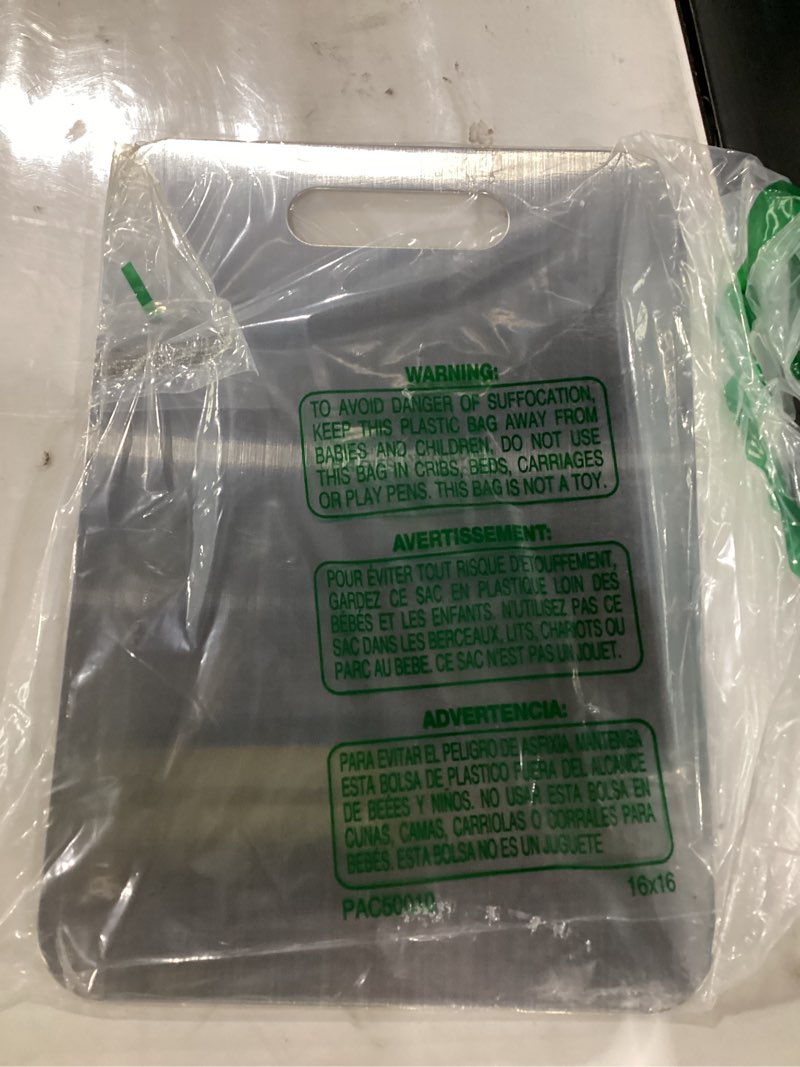 WARNING:
TO AVOID DANGER OF SUFFOCATION,
KEEP THIS PLASTIC BAG AWAY FROM
BABIES AND CHILDREN. DO NOT USE
THIS BAG IN CRIBS, BEDS, CARRIAGES
OR PLAY PENS. THIS BAG IS NOT A TOY.
AVERTISSEMENT:
POUR ÉVITER TOUT RISQUE D'ETOUFFEMENT,
GARDEZ CE SAC EN PLASTIQUE LOIN DES
BÉBÉS ET LES ENFANTS. N'UTILISEZ PAS CE
SAC DANS LES BERCEAUX, LITS, CHARIOTS OU
PARC AU BEBE. CE SAC N'EST PAS UN JOUET.
ADVERTENCIA:
PARA EVITAR EL PELIGRO DE ASFIXIA, MANTENGA
ESTA BOLSA DE PLASTICO FUERA DEL ALCANCE
DE BEBES Y NIÑOS. NO USAR ESTA BOLSA EN
CUNAS, CAMAS, CARRIOLAS O CORRALES PARA
BEBÉS. ESTA BOLSA NO ES UN JUGUETE
16x16
PAC50010